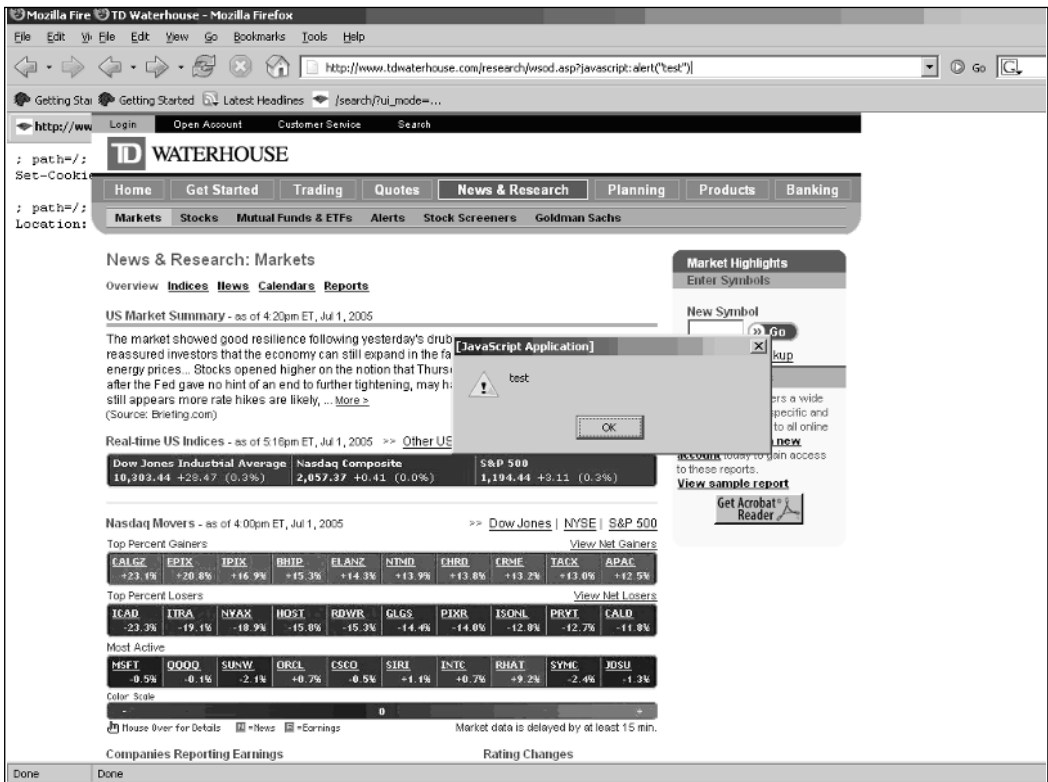 Mozilla Fire TD Waterhouse - Mozilla Firefox
File Edit Vi File Edit View Go Bookmarks Tools Help
http://www.tdwaterhouse.com/research/wsod.asp?javascript:alert("test") Go G
Getting Sta Getting Started Latest Headlines /search/?ui_mode=...
http://ww Login Open Account Customer Service Search
; path=/;
Set-Cookie
; path=/;
Location:
TD WATERHOUSE
Home Get Started Trading Quotes News & Research Planning Products Banking
Markets Stocks Mutual Funds & ETFs Alerts Stock Screeners Goldman Sachs
News & Research: Markets
Overview Indices News Calendars Reports
US Market Summary - as of 4:20pm ET, Jul 1, 2005
The market showed good resilience following yesterday's drub
reassured investors that the economy can still expand in the fa
energy prices... Stocks opened higher on the notion that Thurs
after the Fed gave no hint of an end to further tightening, may h
still appears more rate hikes are likely, ... More >
(Source: Briefing.com)
Market Highlights
Enter Symbols
New Symbol
Go
kup
ers a wide
specific and
to all online
new
account today to gain access
to these reports.
View sample report
Get Acrobat
Reader
[JavaScript Application]
test
OK
Real-time US Indices - as of 5:16pm ET, Jul 1, 2005 >> Other US
Dow Jones Industrial Average Nasdaq Composite S&P 500
10,303.44 +28.47 (0.3%) 2,057.37 +0.41 (0.0%) 1,194.44 +3.11 (0.3%)
Nasdaq Movers - as of 4:00pm ET, Jul 1, 2005 >> Dow Jones | NYSE | S&P 500
Top Percent Gainers View Net Gainers
CALGZ EPIX IPIX BHIP ELANZ NTMD CHRD CRME TACX APAC
+23.1% +20.8% +16.9% +15.3% +14.3% +13.9% +13.8% +13.2% +13.0% +12.5%
Top Percent Losers View Net Losers
ICAD ITRA NYAX HOST RDWR GLGS PIXR ISONL PRVT CALD
-23.3% -19.1% -18.9% -15.8% -15.3% -14.4% -14.0% -12.8% -12.7% -11.8%
Most Active
MSFT QQQQ SUNW ORCL CSCO SIRI INTC RHAT SYMC JDSU
-0.5% -0.1% -2.1% +0.7% -0.5% +1.1% +0.7% +9.2% -2.4% -1.3%
Color Scale
- 0 +
Mouse Over for Details =News =Earnings Market data is delayed by at least 15 min.
Companies Reporting Earnings Rating Changes
Done Done